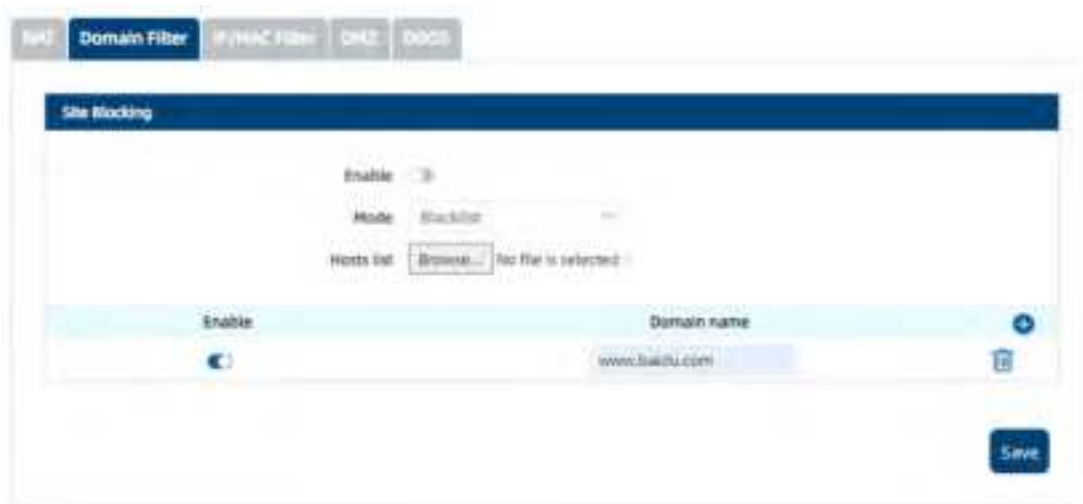 NAT Domain Filter IP/MAC Filter DMZ DDOS
Site Blocking
Enable
Mode Blacklist
Hosts list Browse... No file is selected
Enable Domain name
www.baidu.com
Save